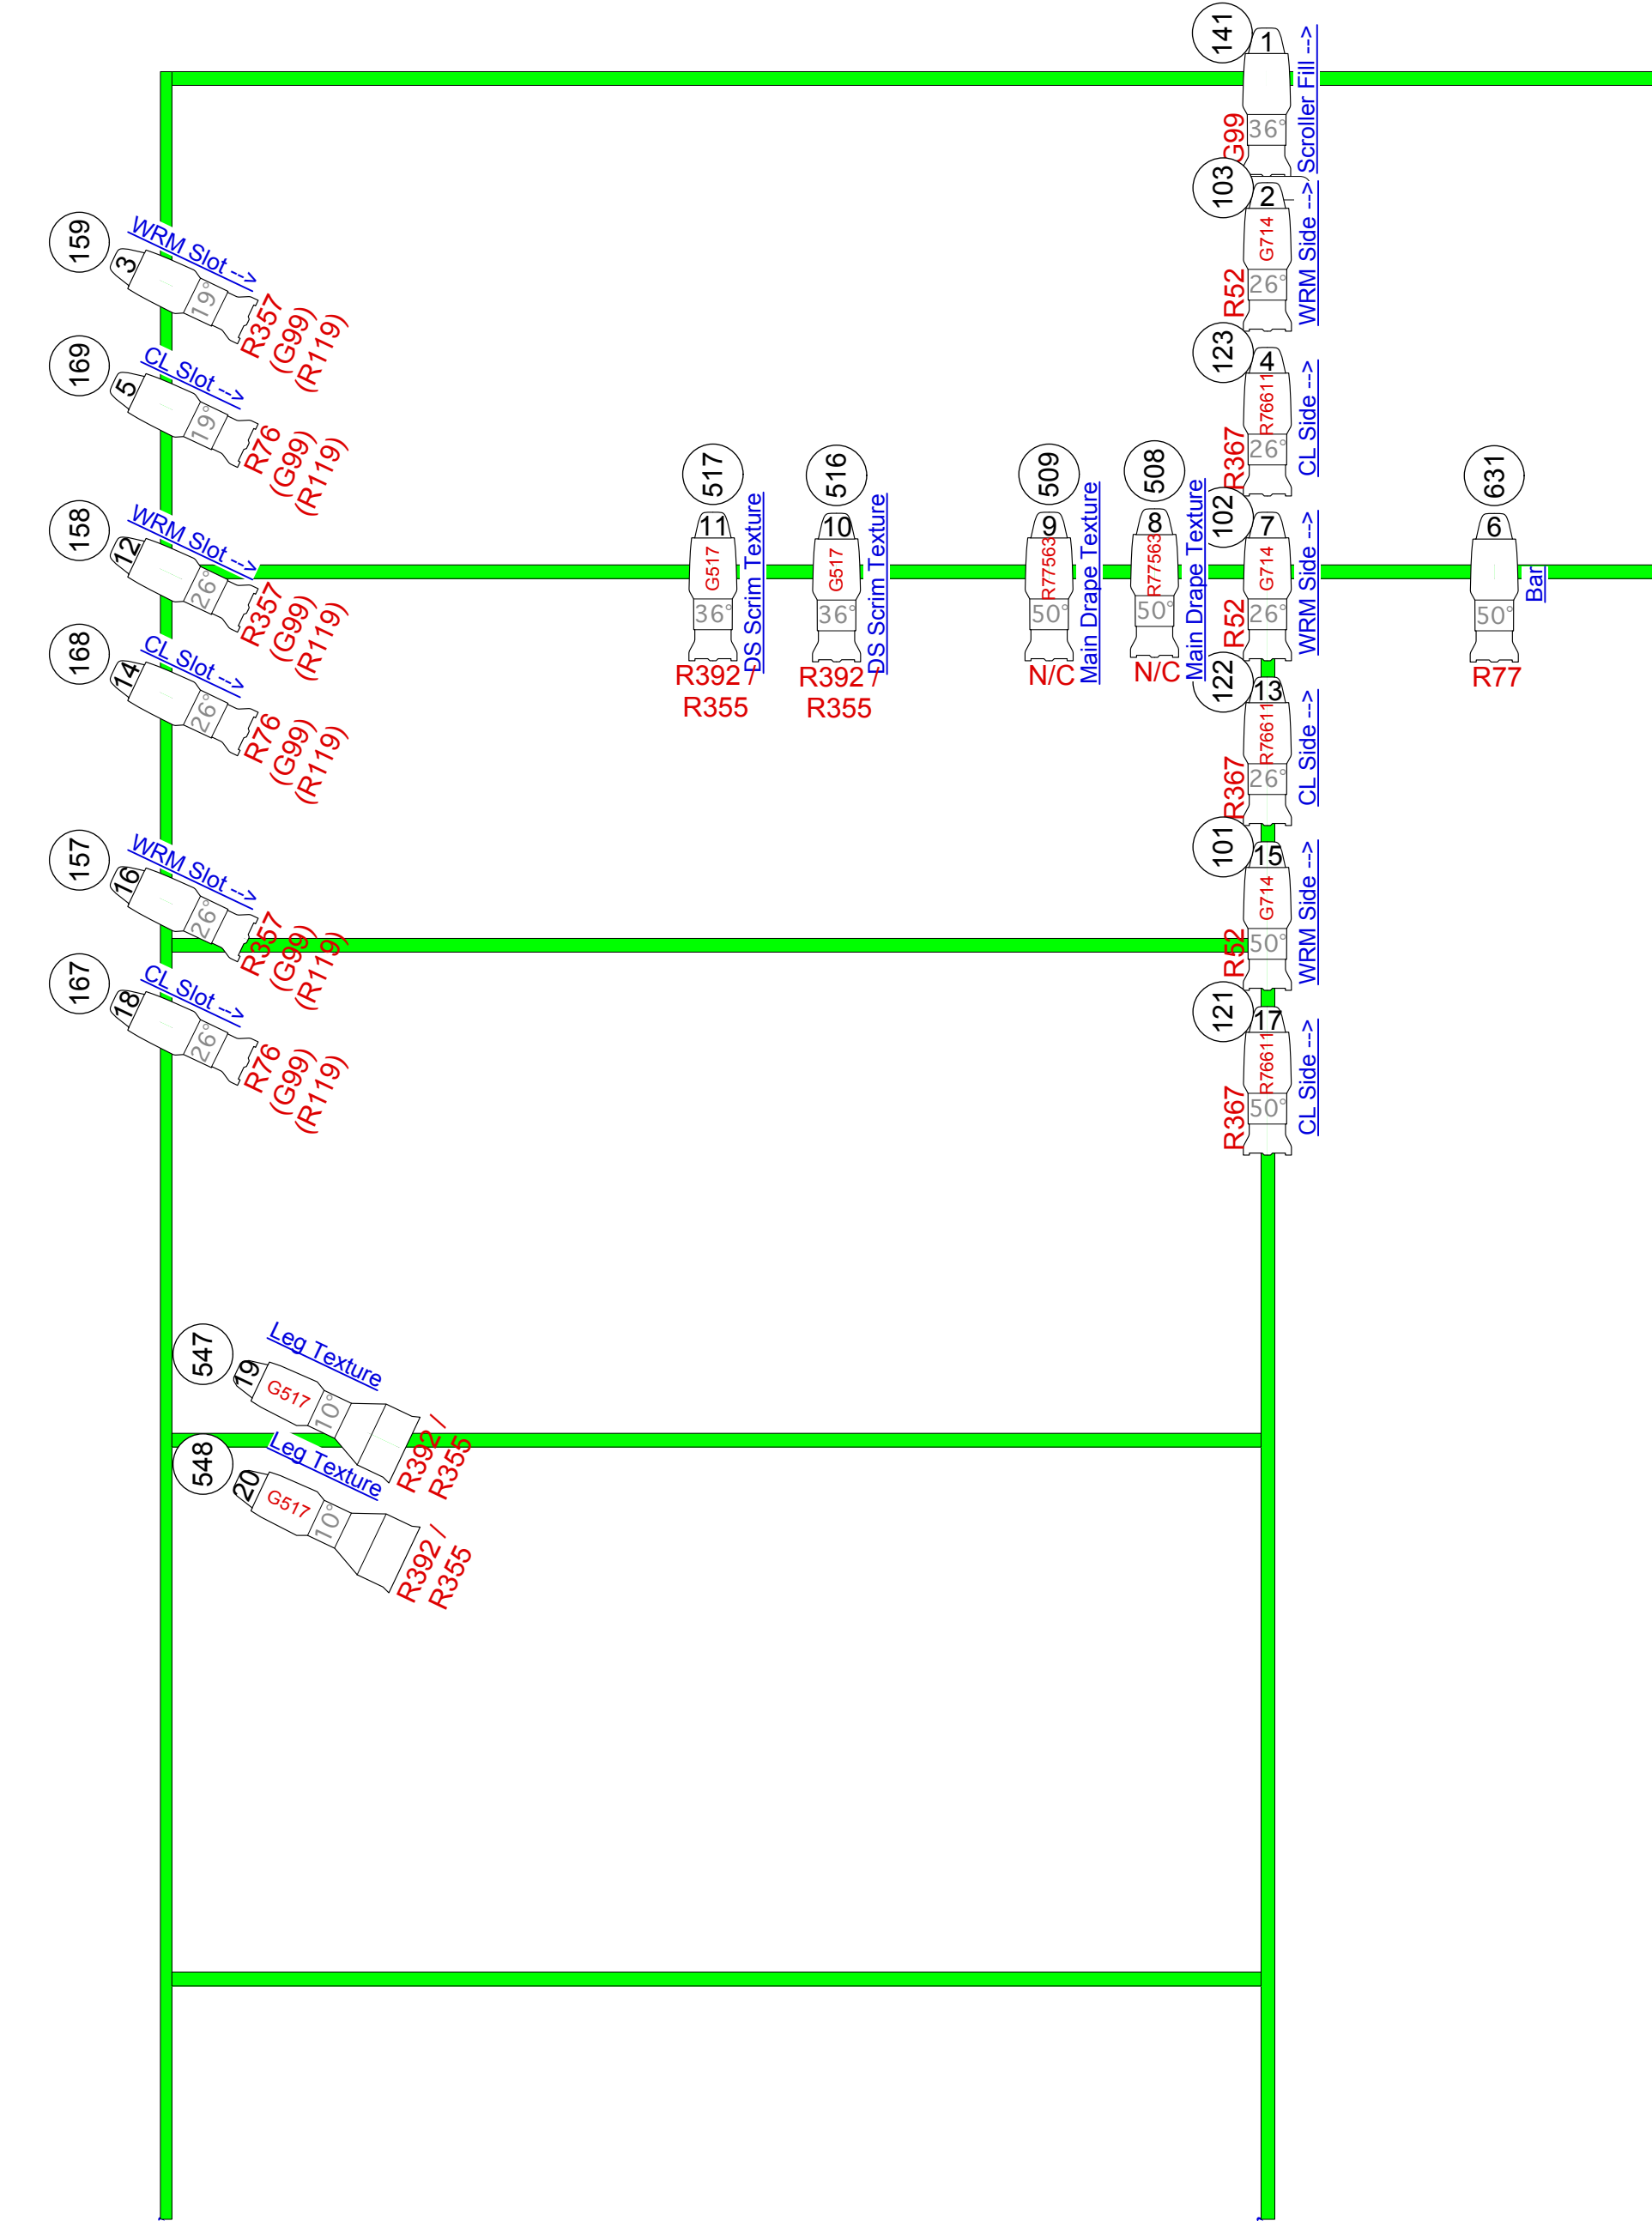 141
1
Scroller Fill -->
G99
36°
103
2
G714
WRM Side -->
R52
26°
159
3
WRM Slot -->
19°
R357
(G99)
(R119)
123
4
R76611
CL Side -->
R367
26°
169
5
CL Slot -->
19°
R76
(G99)
(R119)
517
11
G517
36°
DS Scrim Texture
R392 /
R355
516
10
G517
36°
DS Scrim Texture
R392 /
R355
509
9
R77563
50°
Main Drape Texture
N/C
508
8
R77563
50°
Main Drape Texture
N/C
102
7
G714
WRM Side -->
R52
26°
631
6
50°
Bar
R77
158
12
WRM Slot -->
26°
R357
(G99)
(R119)
168
14
CL Slot -->
26°
R76
(G99)
(R119)
122
13
R76611
CL Side -->
R367
26°
157
16
WRM Slot -->
26°
R357
(G99)
(R119)
101
15
G714
WRM Side -->
R52
50°
167
18
CL Slot -->
26°
R76
(G99)
(R119)
121
17
R76611
CL Side -->
R367
50°
547
19
Leg Texture
G517
10°
R392 /
R355
548
20
Leg Texture
G517
10°
R392 /
R355